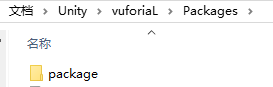 文档 > Unity > vuforiaL > Packages >
名称
package